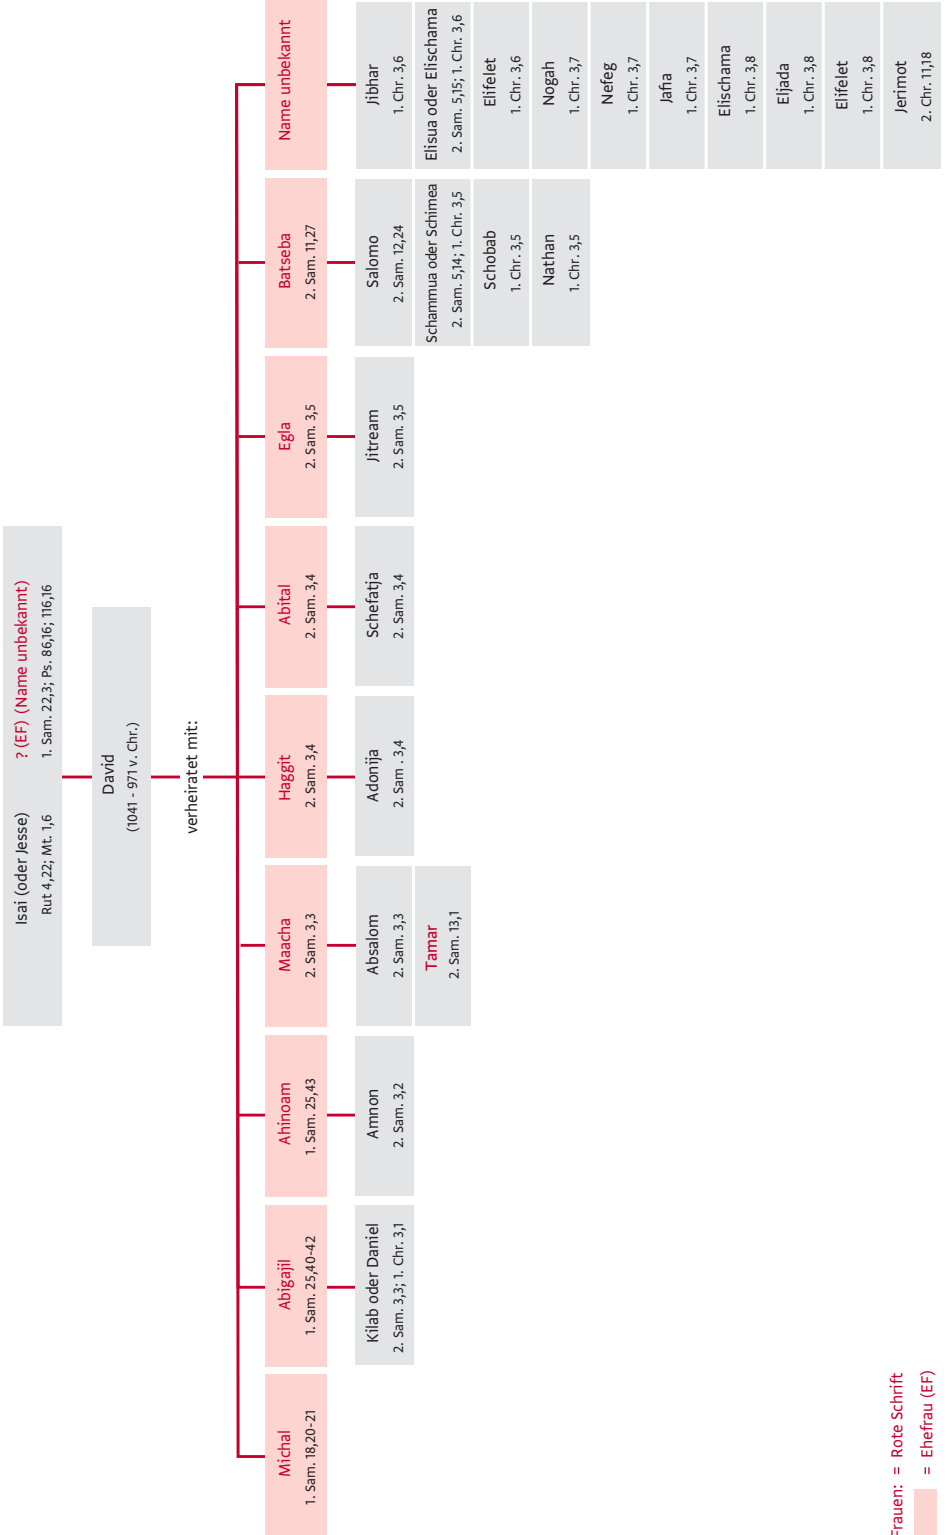 Isai (oder Jesse)
Rut 4,22; Mt. 1,6
? (EF) (Name unbekannt)
1. Sam. 22,3; Ps. 86,16; 116,16
David
(1041 - 971 v. Chr.)
verheiratet mit:
Michal
1. Sam. 18,20-21
Abigajil
1. Sam. 25,40-42
Ahinoam
1. Sam. 25,43
Maacha
2. Sam. 3,3
Haggit
2. Sam. 3,4
Abital
2. Sam. 3,4
Egla
2. Sam. 3,5
Batseba
2. Sam. 11,27
Name unbekannt
Kilab oder Daniel
2. Sam. 3,3; 1. Chr. 3,1
Amnon
2. Sam. 3,2
Absalom
2. Sam. 3,3
Tamar
2. Sam. 13,1
Adonija
2. Sam . 3,4
Schefatja
2. Sam. 3,4
Jitream
2. Sam. 3,5
Salomo
2. Sam. 12,24
Schammua oder Schimea
2. Sam. 5,14; 1. Chr. 3,5
Schobab
1. Chr. 3,5
Nathan
1. Chr. 3,5
Jibhar
1. Chr. 3,6
Elisua oder Elischama
2. Sam. 5,15; 1. Chr. 3,6
Elifelet
1. Chr. 3,6
Nogah
1. Chr. 3,7
Nefeg
1. Chr. 3,7
Jafia
1. Chr. 3,7
Elischama
1. Chr. 3,8
Eljada
1. Chr. 3,8
Elifelet
1. Chr. 3,8
Jerimot
2. Chr. 11,18
Frauen: = Rote Schrift
= Ehefrau (EF)